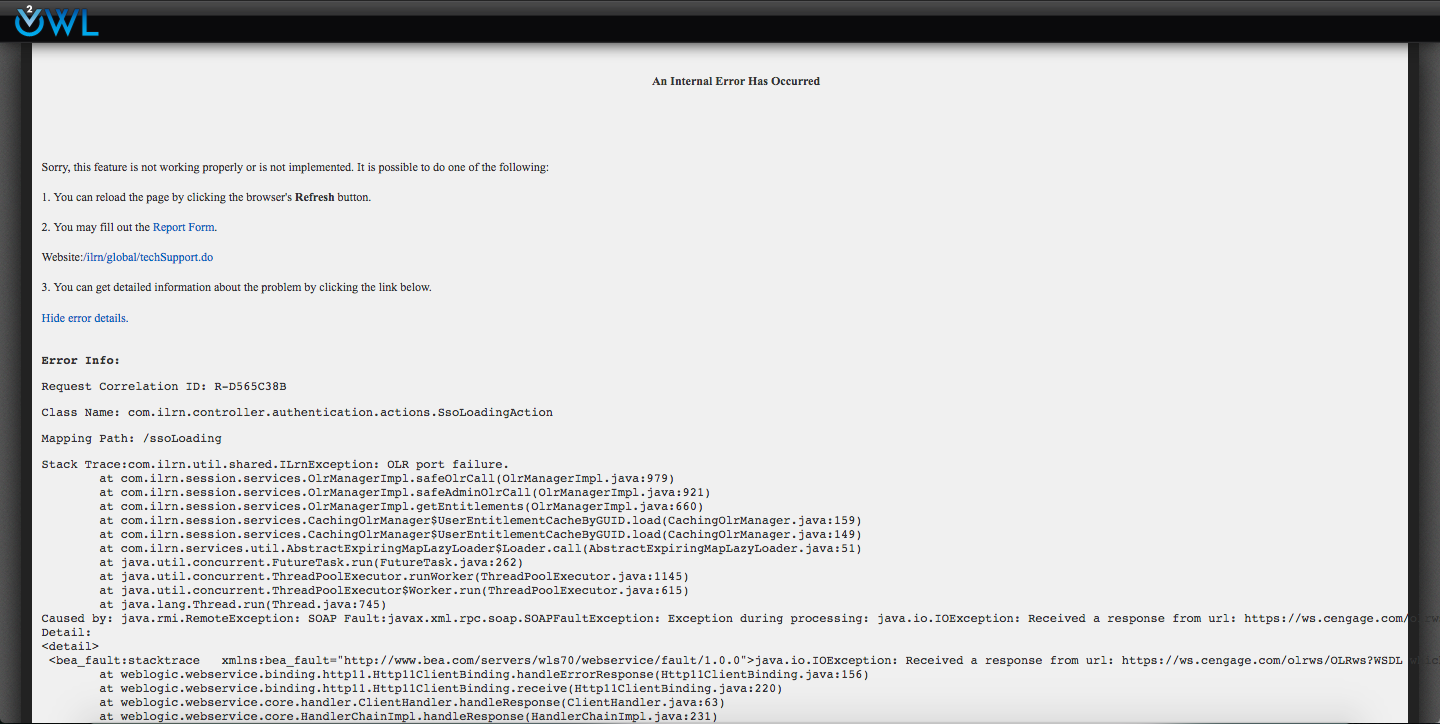 OWL
2
An Internal Error Has Occurred
Sorry, this feature is not working properly or is not implemented. It is possible to do one of the following:
1. You can reload the page by clicking the browser's Refresh button.
2. You may fill out the Report Form.
Website:/ilrn/global/techSupport.do
3. You can get detailed information about the problem by clicking the link below.
Hide error details.
Error Info:
Request Correlation ID: R-D565C38B
Class Name: com.ilrn.controller.authentication.actions.SsoLoadingAction
Mapping Path: /ssoLoading
Stack Trace:com.ilrn.util.shared.ILrnException: OLR port failure.
at com.ilrn.session.services.OlrManagerImpl.safeOlrCall(OlrManagerImpl.java:979)
at com.ilrn.session.services.OlrManagerImpl.safeAdminOlrCall(OlrManagerImpl.java:921)
at com.ilrn.session.services.OlrManagerImpl.getEntitlements(OlrManagerImpl.java:660)
at com.ilrn.session.services.CachingOlrManager$UserEntitlementCacheByGUID.load(CachingOlrManager.java:159)
at com.ilrn.session.services.CachingOlrManager$UserEntitlementCacheByGUID.load(CachingOlrManager.java:149)
at com.ilrn.services.util.AbstractExpiringMapLazyLoader$Loader.call(AbstractExpiringMapLazyLoader.java:51)
at java.util.concurrent.FutureTask.run(FutureTask.java:262)
at java.util.concurrent.ThreadPoolExecutor.runWorker(ThreadPoolExecutor.java:1145)
at java.util.concurrent.ThreadPoolExecutor$Worker.run(ThreadPoolExecutor.java:615)
at java.lang.Thread.run(Thread.java:745)
Caused by: java.rmi.RemoteException: SOAP Fault:javax.xml.rpc.soap.SOAPFaultException: Exception during processing: java.io.IOException: Received a response from url: https://ws.cengage.com/
Detail:
<detail>
<bea_fault:stacktrace xmlns:bea_fault="http://www.bea.com/servers/wls70/webservice/fault/1.0.0">java.io.IOException: Received a response from url: https://ws.cengage.com/olrws/OLRws?WSDL
at weblogic.webservice.binding.http11.Http11ClientBinding.handleErrorResponse(Http11ClientBinding.java:156)
at weblogic.webservice.binding.http11.Http11ClientBinding.receive(Http11ClientBinding.java:220)
at weblogic.webservice.core.handler.ClientHandler.handleResponse(ClientHandler.java:63)
at weblogic.webservice.core.HandlerChainImpl.handleResponse(HandlerChainImpl.java:231)